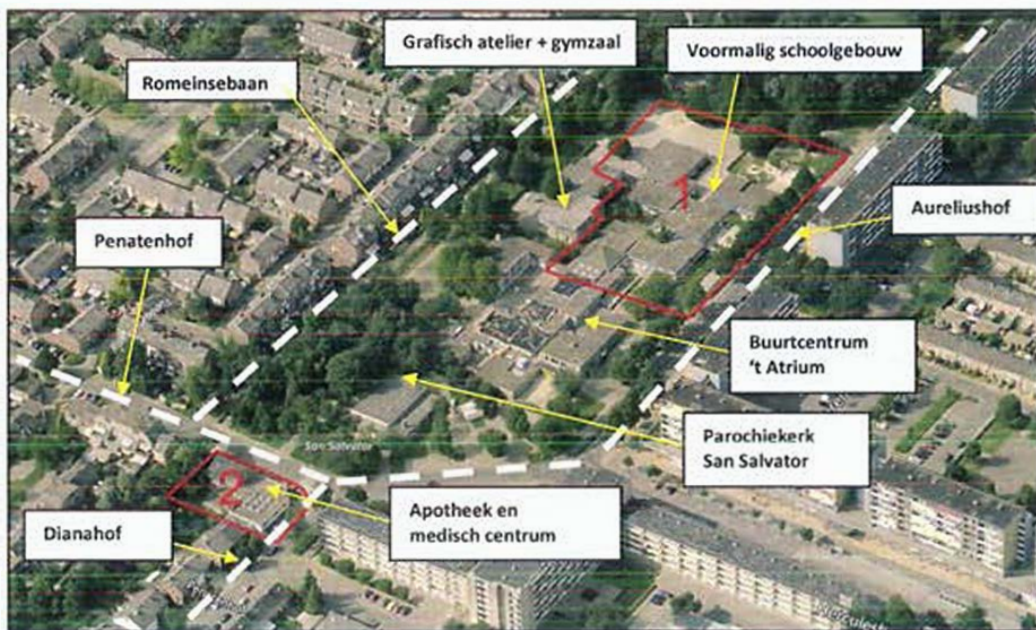 Grafisch atelier + gymzaal
Voormalig schoolgebouw
Romeinsebaan
1
Aureliushof
Penatenhof
Buurtcentrum
't Atrium
Parochiekerk
San Salvator
San Salvator
2
Apotheek en
medisch centrum
Dianahof